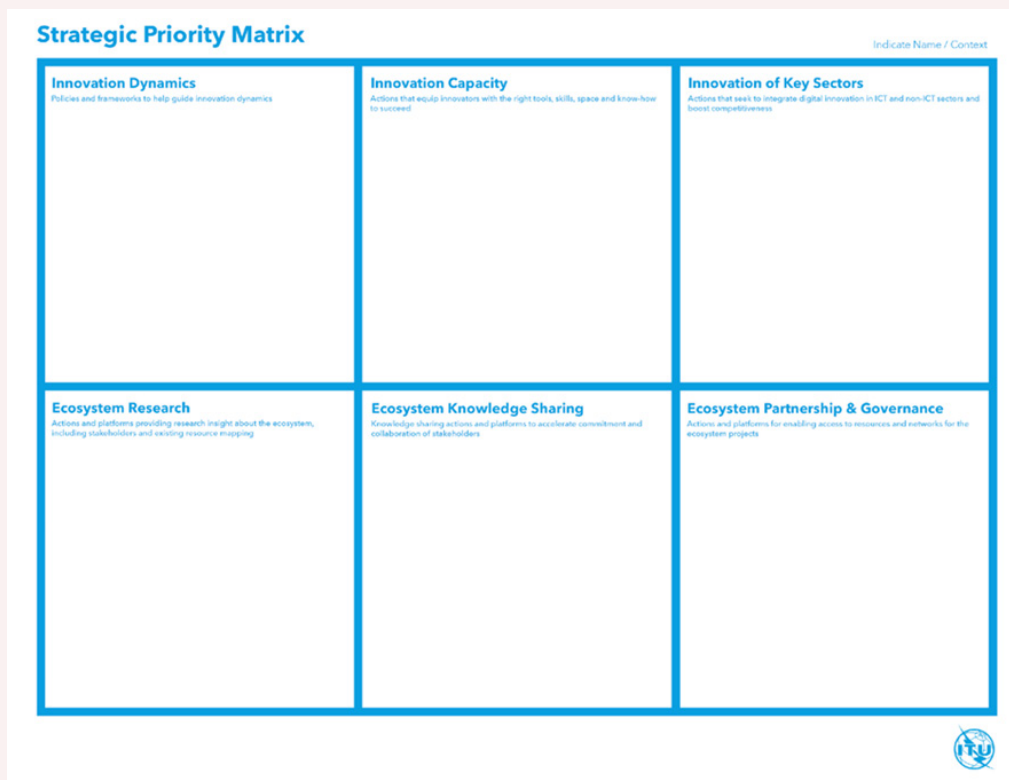 Strategic Priority Matrix
Indicate Name / Context
Innovation Dynamics
Policies and frameworks to help guide innovation dynamics
Innovation Capacity
Actions that equip innovators with the right tools, skills, space and know-how
to succeed
Innovation of Key Sectors
Actions that seek to integrate digital innovation in ICT and non-ICT sectors and
boost competitiveness
Ecosystem Research
Actions and platforms providing research insight about the ecosystem,
including stakeholders and existing resource mapping
Ecosystem Knowledge Sharing
Knowledge sharing actions and platforms to accelerate commitment and
collaboration of stakeholders
Ecosystem Partnership & Governance
Actions and platforms for enabling access to resources and networks for the
ecosystem projects
ITU